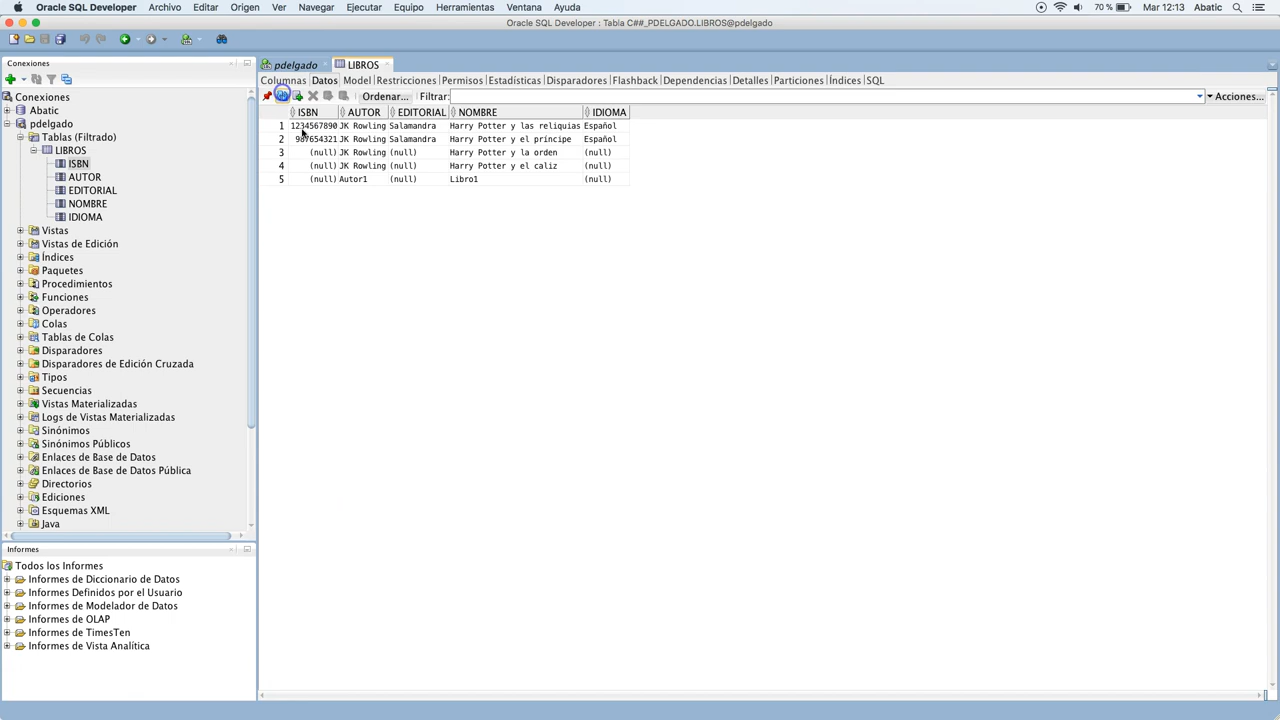 Oracle SQL Developer Archivo Editar Origen Ver Navegar Ejecutar Equipo Herramientas Ventana Ayuda 70 % Mar 12:13 Abatic
Oracle SQL Developer : Tabla C##_PDELGADO.LIBROS@pdelgado
Conexiones
pdelgado LIBROS
Columnas Datos Model Restricciones Permisos Estadísticas Disparadores Flashback Dependencias Detalles Particiones Índices SQL
Ordenar... Filtrar: Acciones...
ISBN AUTOR EDITORIAL NOMBRE IDIOMA
1 1234567890 JK Rowling Salamandra Harry Potter y las reliquias Español
2 987654321 JK Rowling Salamandra Harry Potter y el príncipe Español
3 (null) JK Rowling (null) Harry Potter y la orden (null)
4 (null) JK Rowling (null) Harry Potter y el caliz (null)
5 (null) Autor1 (null) Libro1 (null)
Conexiones
Abatic
pdelgado
Tablas (Filtrado)
LIBROS
ISBN
AUTOR
EDITORIAL
NOMBRE
IDIOMA
Vistas
Vistas de Edición
Índices
Paquetes
Procedimientos
Funciones
Operadores
Colas
Tablas de Colas
Disparadores
Disparadores de Edición Cruzada
Tipos
Secuencias
Vistas Materializadas
Logs de Vistas Materializadas
Sinónimos
Sinónimos Públicos
Enlaces de Base de Datos
Enlaces de Base de Datos Pública
Directorios
Ediciones
Esquemas XML
Java
Informes
Todos los Informes
Informes de Diccionario de Datos
Informes Definidos por el Usuario
Informes de Modelador de Datos
Informes de OLAP
Informes de TimesTen
Informes de Vista Analítica